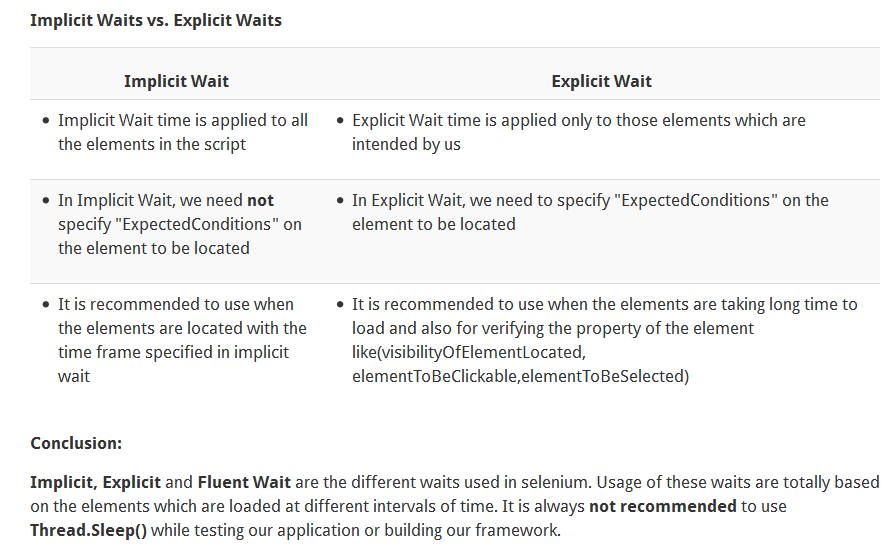 Implicit Waits vs. Explicit Waits
Implicit Wait
Explicit Wait
• Implicit Wait time is applied to all
the elements in the script
• Explicit Wait time is applied only to those elements which are
intended by us
• In Implicit Wait, we need not
specify "ExpectedConditions" on
the element to be located
• In Explicit Wait, we need to specify "ExpectedConditions" on the
element to be located
• It is recommended to use when
the elements are located with the
time frame specified in implicit
wait
• It is recommended to use when the elements are taking long time to
load and also for verifying the property of the element
like(visibilityOfElementLocated,
elementToBeClickable,elementToBeSelected)
Conclusion:
Implicit, Explicit and Fluent Wait are the different waits used in selenium. Usage of these waits are totally based
on the elements which are loaded at different intervals of time. It is always not recommended to use
Thread.Sleep() while testing our application or building our framework.